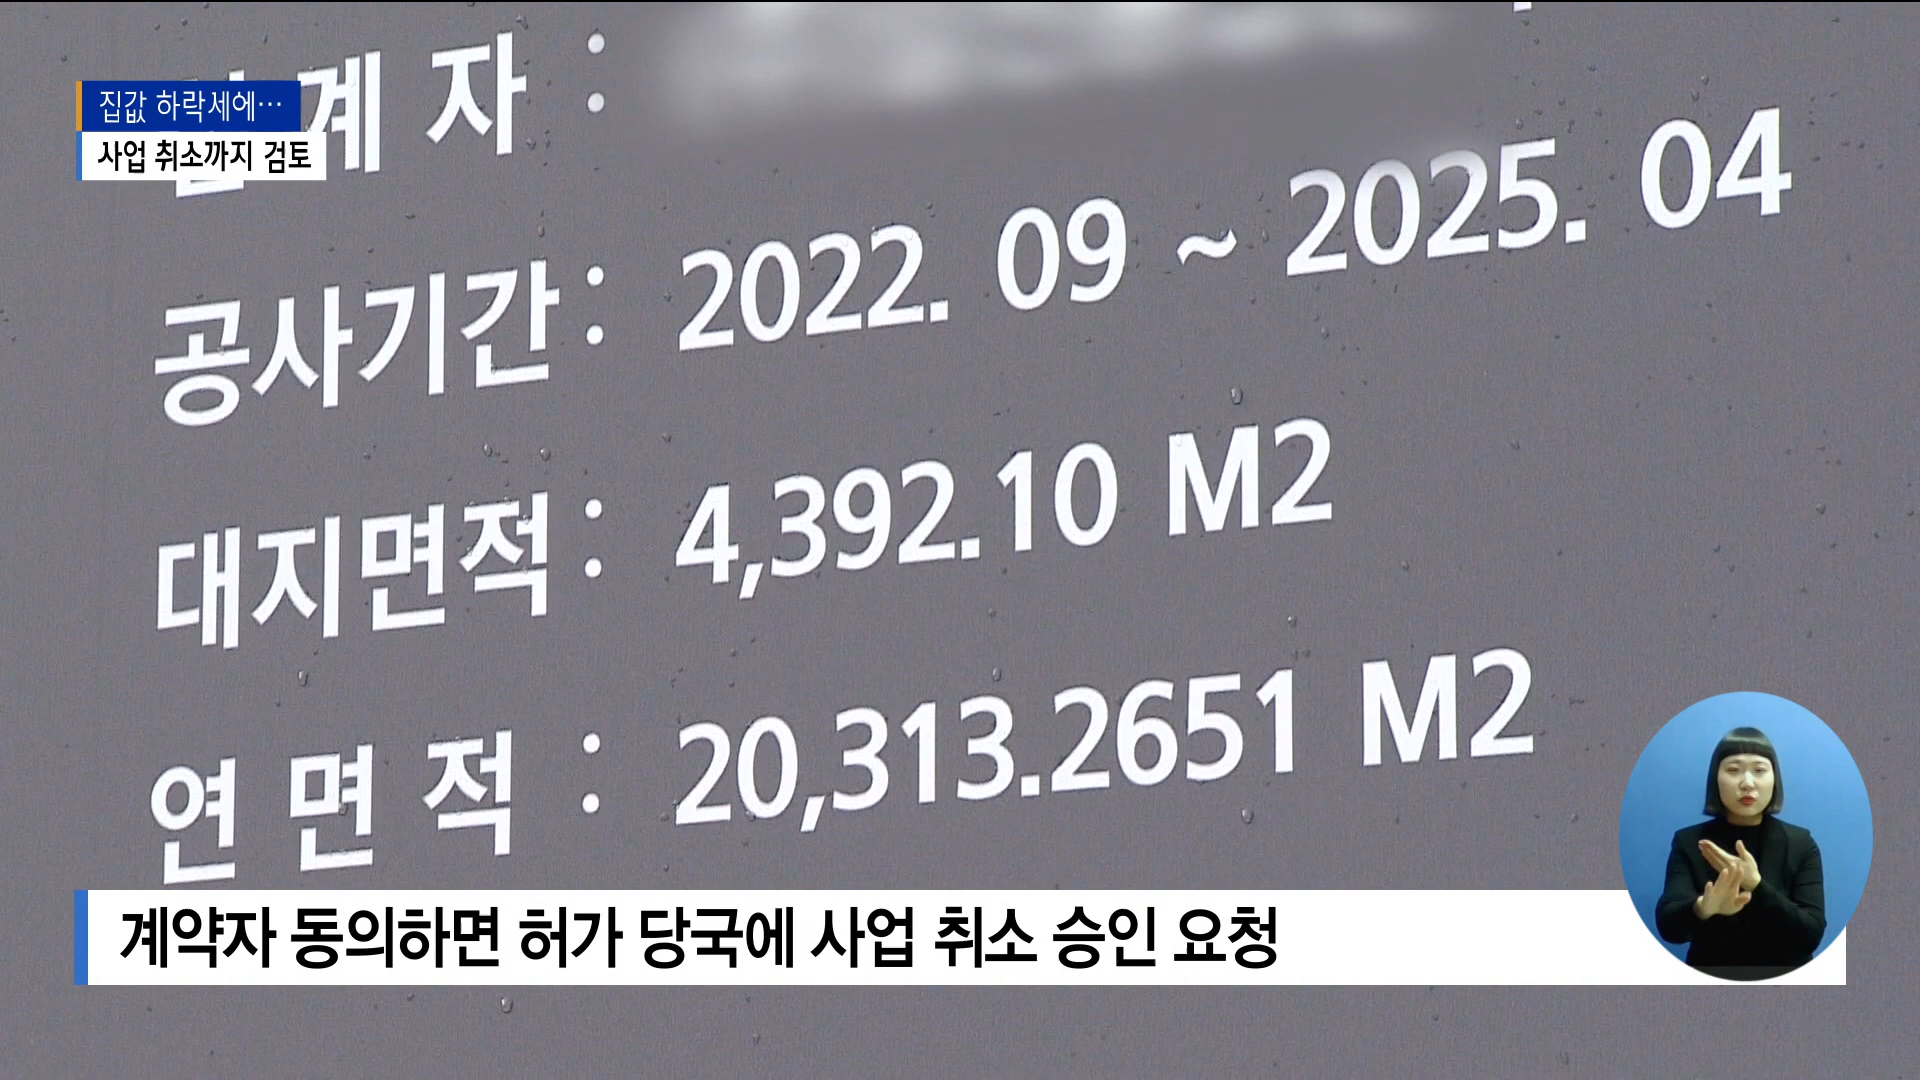 집값 하락세에…
사업 취소까지 검토
계 자 :
공사기간 : 2022. 09 ~ 2025. 04
대지면적 : 4,392.10 M2
연 면 적 : 20,313.2651 M2
계약자 동의하면 허가 당국에 사업 취소 승인 요청